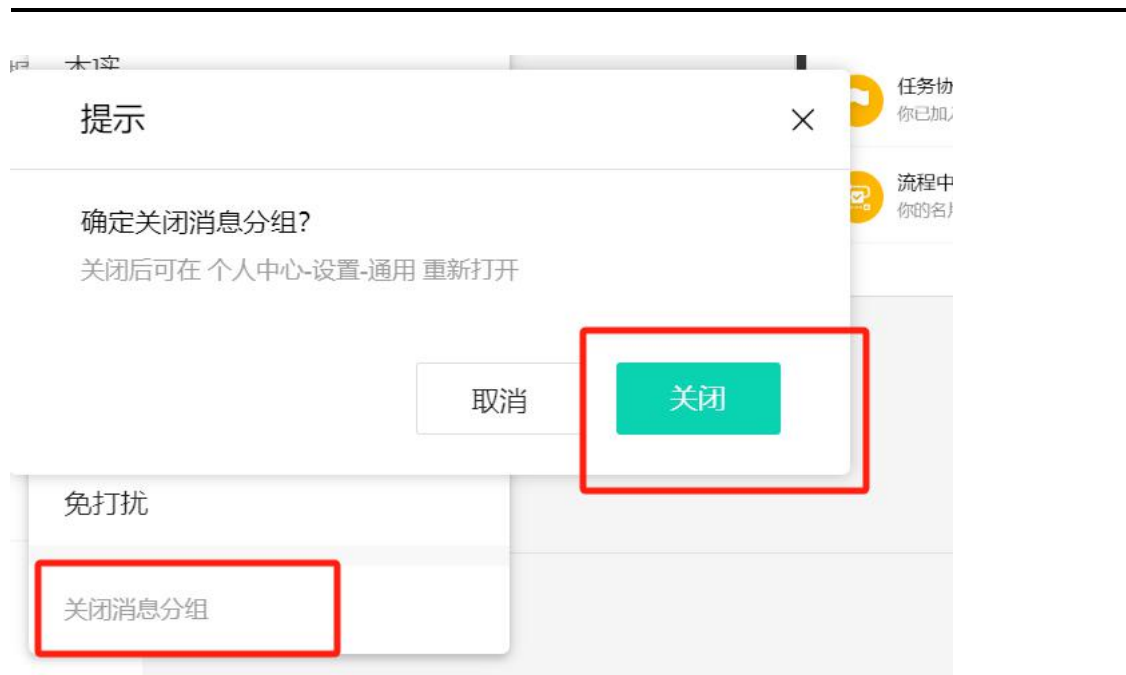 提示
任务协
你已加
流程中
你的名
确定关闭消息分组?
关闭后可在 个人中心-设置-通用 重新打开
取消
关闭
免打扰
关闭消息分组